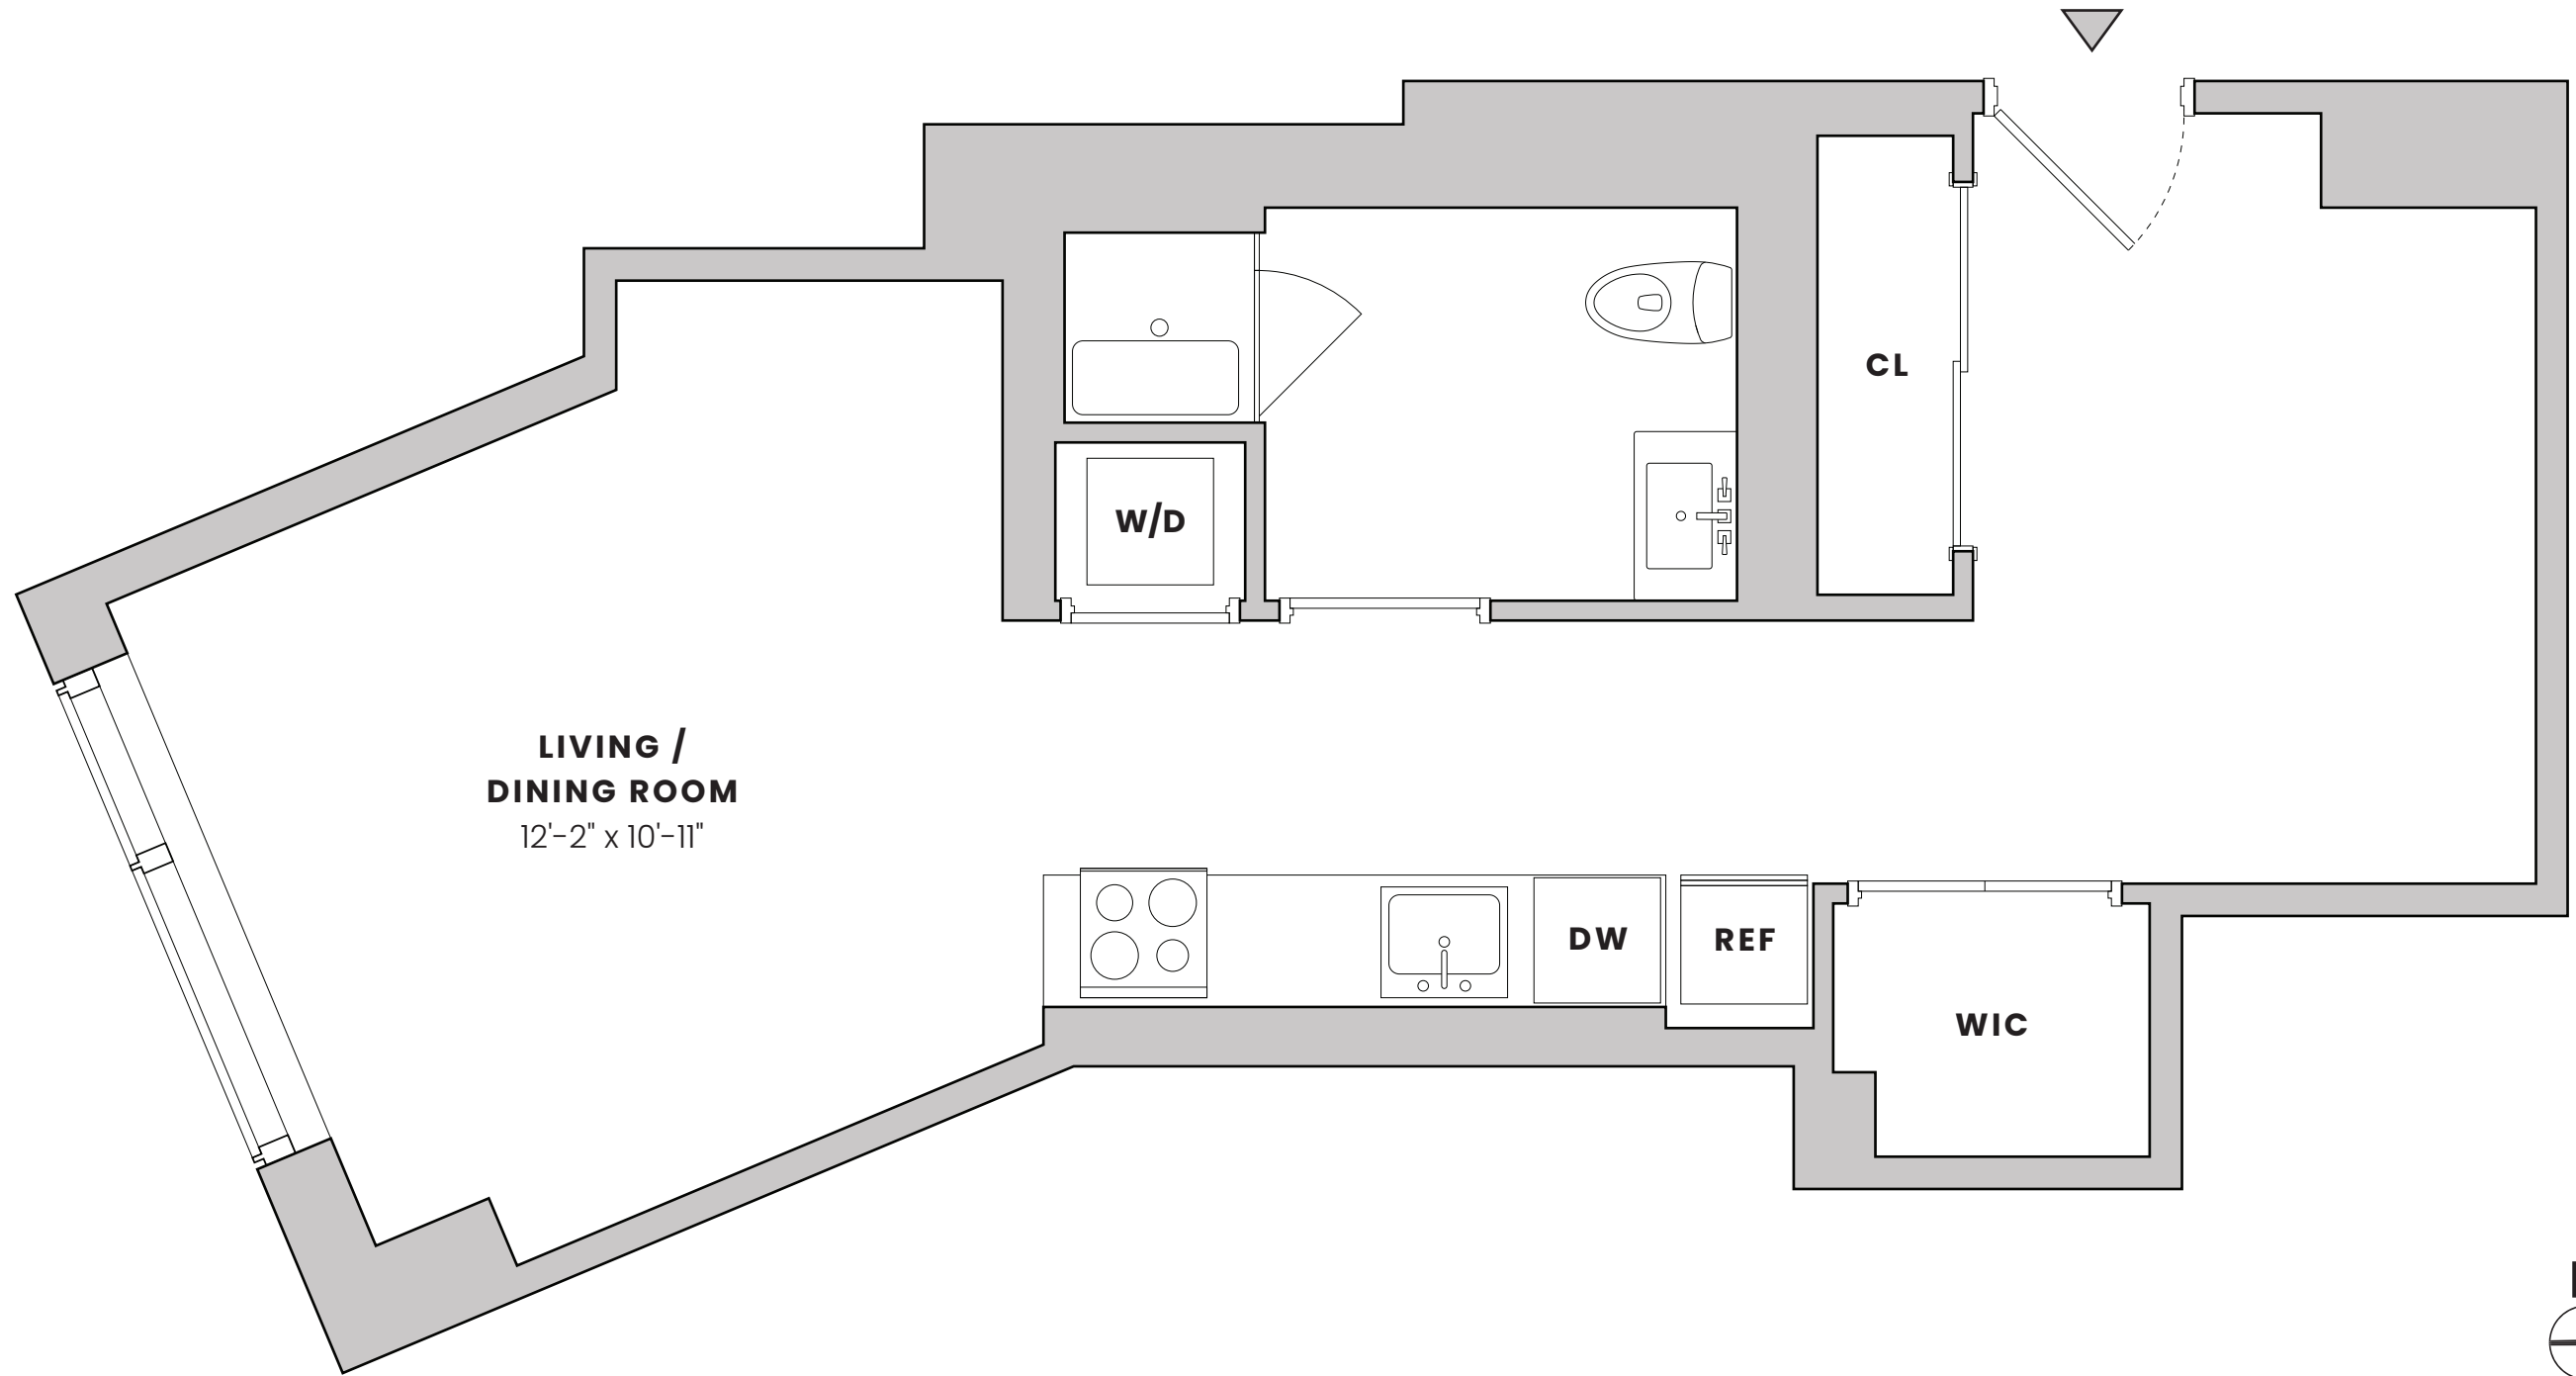 CL
W/D
LIVING /
DINING ROOM
12'-2" x 10'-11"
DW
REF
WIC